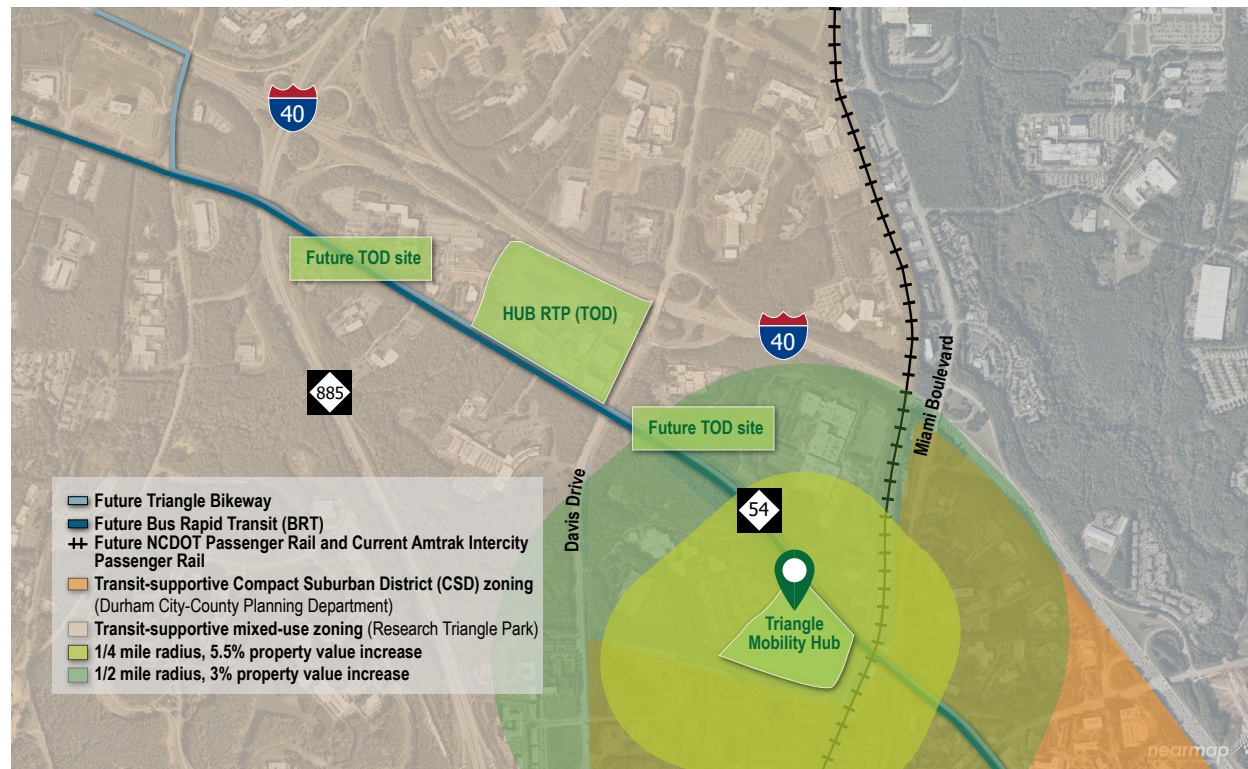 40
Future TOD site
HUB RTP (TOD)
40
885
Miami Boulevard
Future TOD site
Davis Drive
54
Future Triangle Bikeway
Future Bus Rapid Transit (BRT)
Future NCDOT Passenger Rail and Current Amtrak Intercity
Passenger Rail
Transit-supportive Compact Suburban District (CSD) zoning
(Durham City-County Planning Department)
Transit-supportive mixed-use zoning (Research Triangle Park)
1/4 mile radius, 5.5% property value increase
1/2 mile radius, 3% property value increase
Triangle
Mobility Hub
nearmap